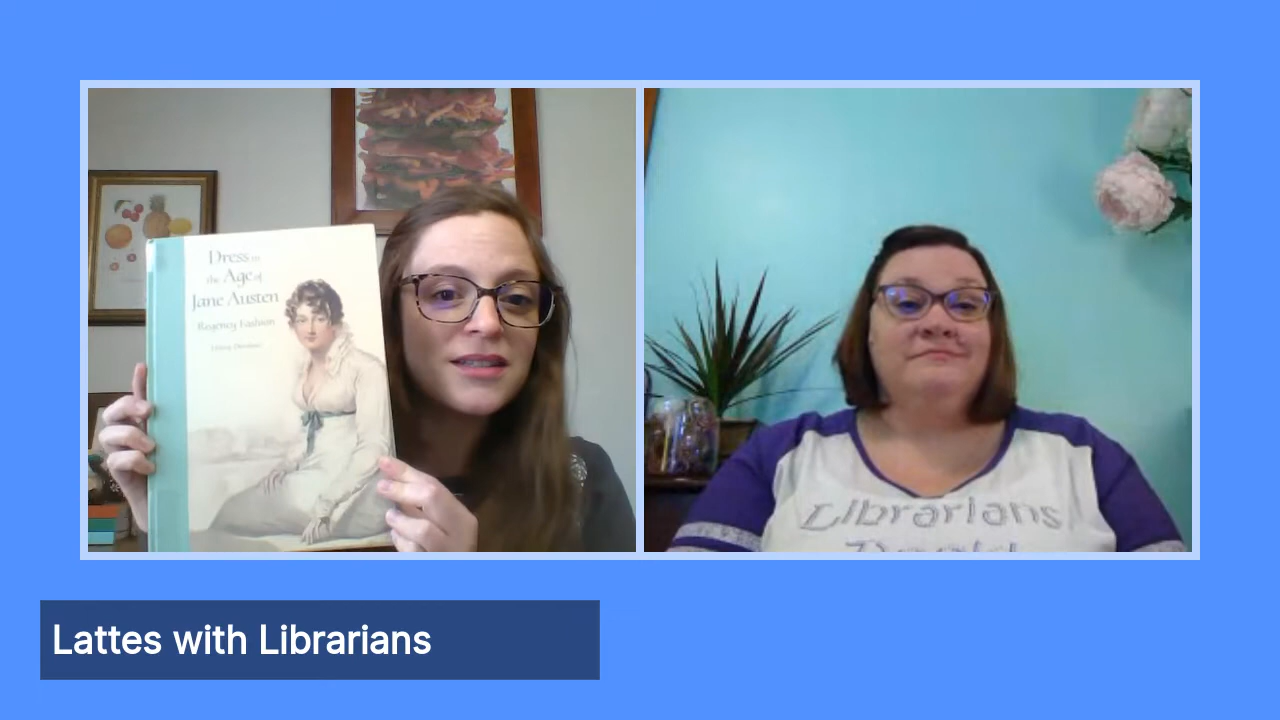 Dress in
the Age of
Jane Austen
Regency Fashion
Librarians
Lattes with Librarians